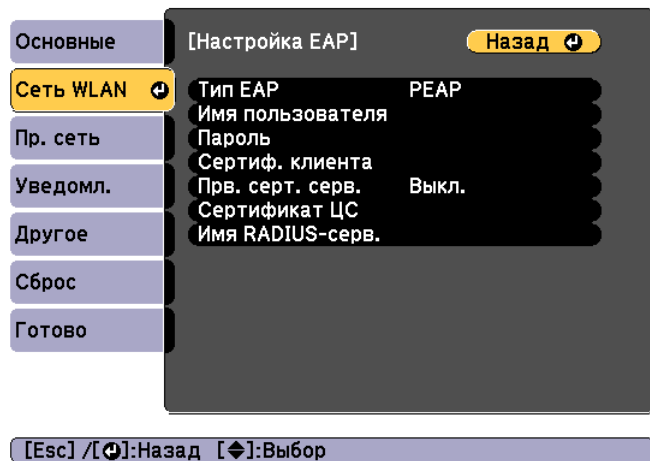 Основные
Сеть WLAN
Пр. сеть
Уведомл.
Другое
Сброс
Готово
[Настройка EAP]
Назад
Тип EAP PEAP
Имя пользователя
Пароль
Сертиф. клиента
Прв. серт. серв. Выкл.
Сертификат ЦС
Имя RADIUS-серв.
[Esc] /[⏎]:Назад [◆]:Выбор